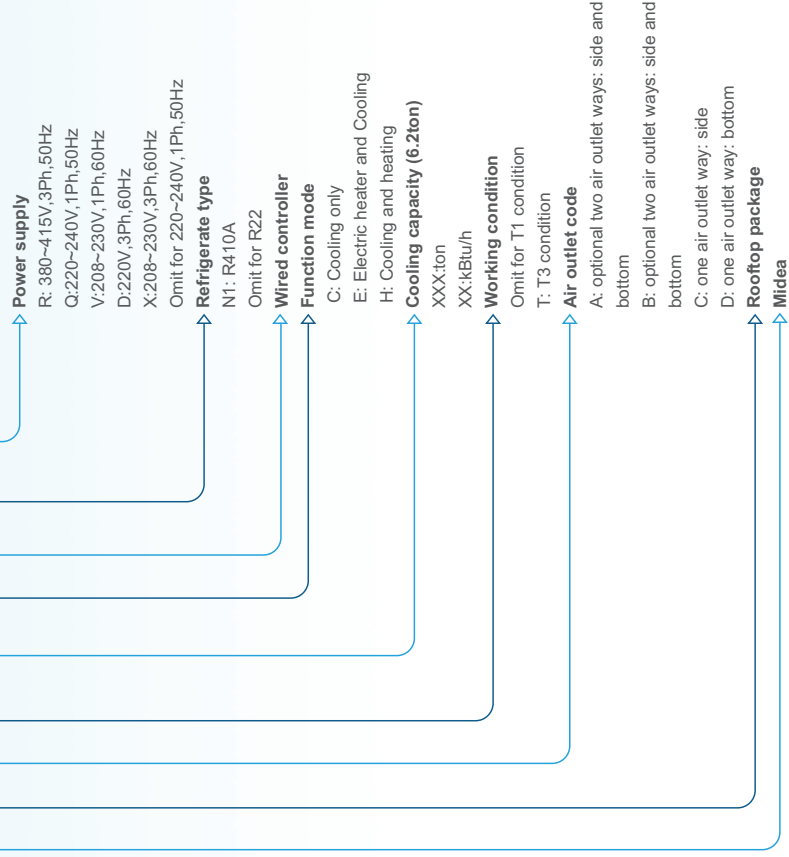 Power supply
R: 380~415V,3Ph,50Hz
Q:220~240V,1Ph,50Hz
V:208~230V,1Ph,60Hz
D:220V,3Ph,60Hz
X:208~230V,3Ph,60Hz
Omit for 220~240V,1Ph,50Hz
Refrigerate type
N1: R410A
Omit for R22
Wired controller
Function mode
C: Cooling only
E: Electric heater and Cooling
H: Cooling and heating
Cooling capacity (6.2ton)
XXX:ton
XX:kBtu/h
Working condition
Omit for T1 condition
T: T3 condition
Air outlet code
A: optional two air outlet ways: side and
bottom
B: optional two air outlet ways: side and
bottom
C: one air outlet way: side
D: one air outlet way: bottom
Rooftop package
Midea